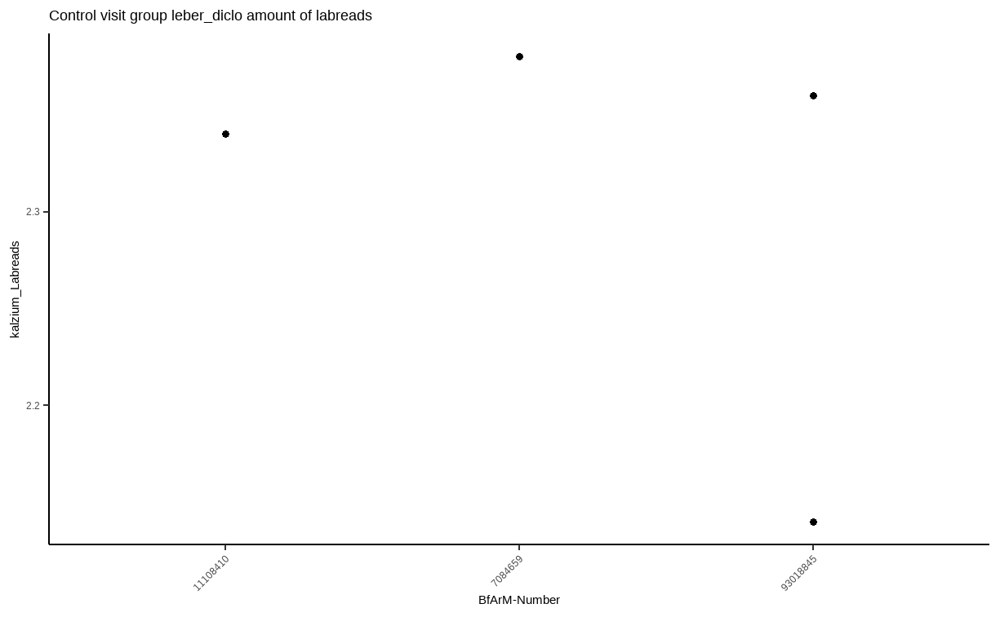 Control visit group leber_diclo amount of labreads
kalzium_Labreads
2.3
2.2
11108410
7084659
93018845
BfArM-Number